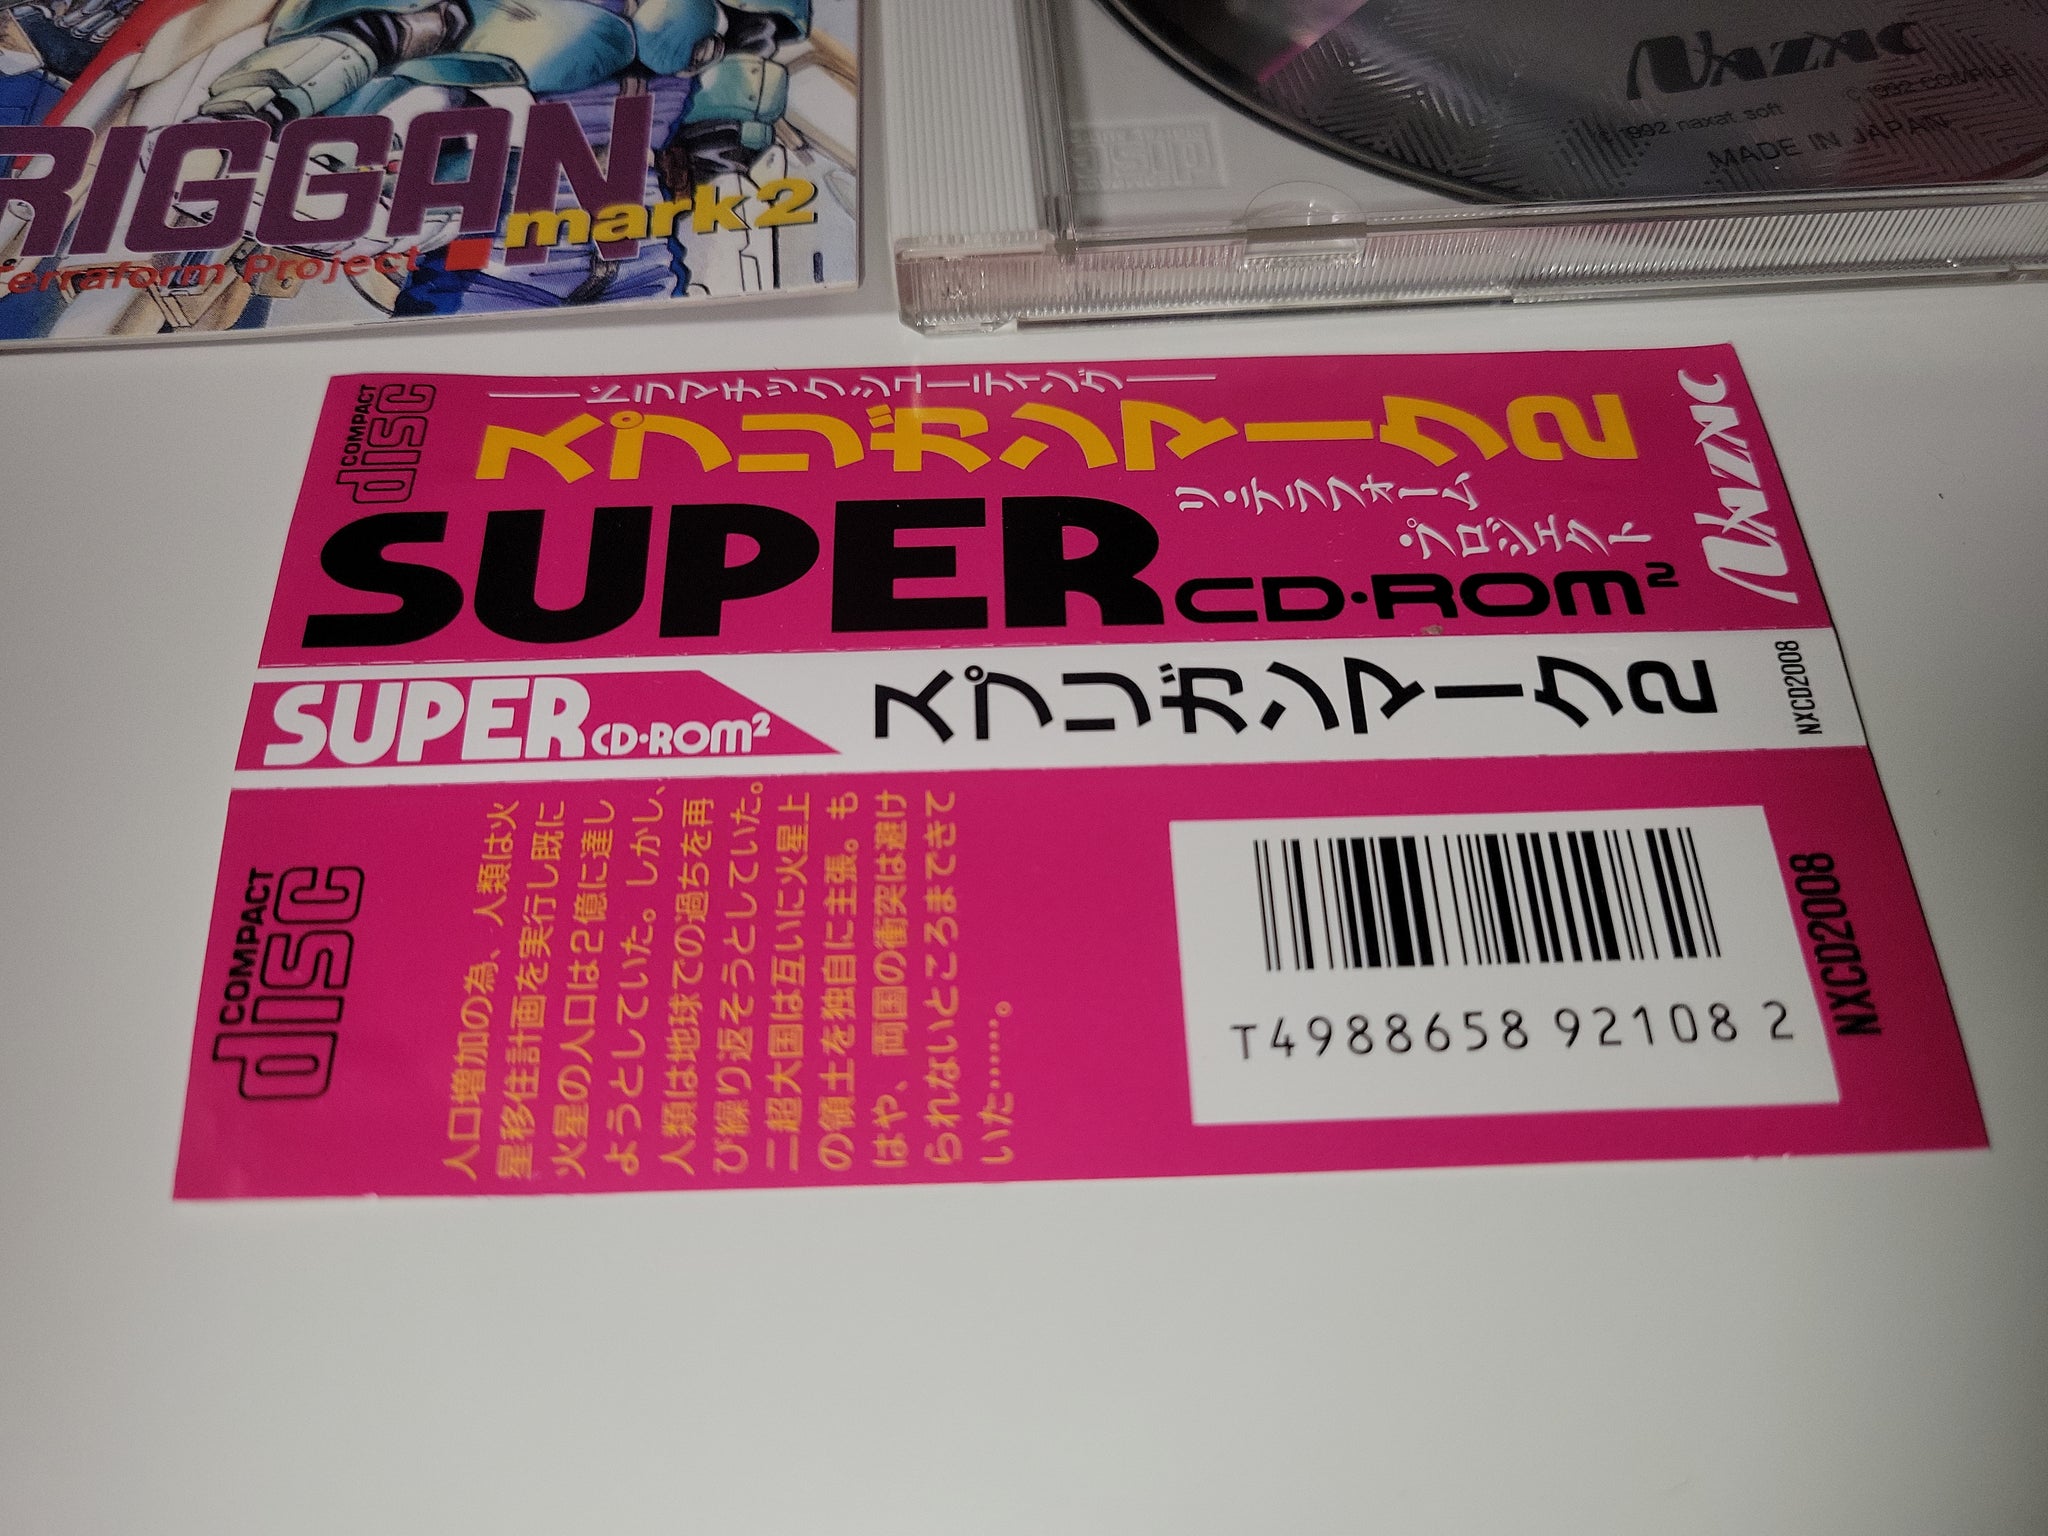 RIGGAN
mark2
Terraform Project
NAZAC
© 1992 naxat soft
© 1992 COMPILE
MADE IN JAPAN
COMPACT
disc
ードラマチックシューティングー
スプリガンマーク2
リ・テラフォーム
・プロジェクト
NAZAC
SUPER CD・ROM²
SUPER CD・ROM²
スプリガンマーク2
NXCD2008
COMPACT
disc
人口増加の為、人類は火
星移住計画を実行し既に
火星の人口は2億に達し
ようとしていた。しかし、
人類は地球での過ちを再
び繰り返そうとしていた。
二超大国は互いに火星上
の領土を独自に主張。も
はや、両国の衝突は避け
られないところまできて
いた……。
T4988658 92108 2
NXCD2008